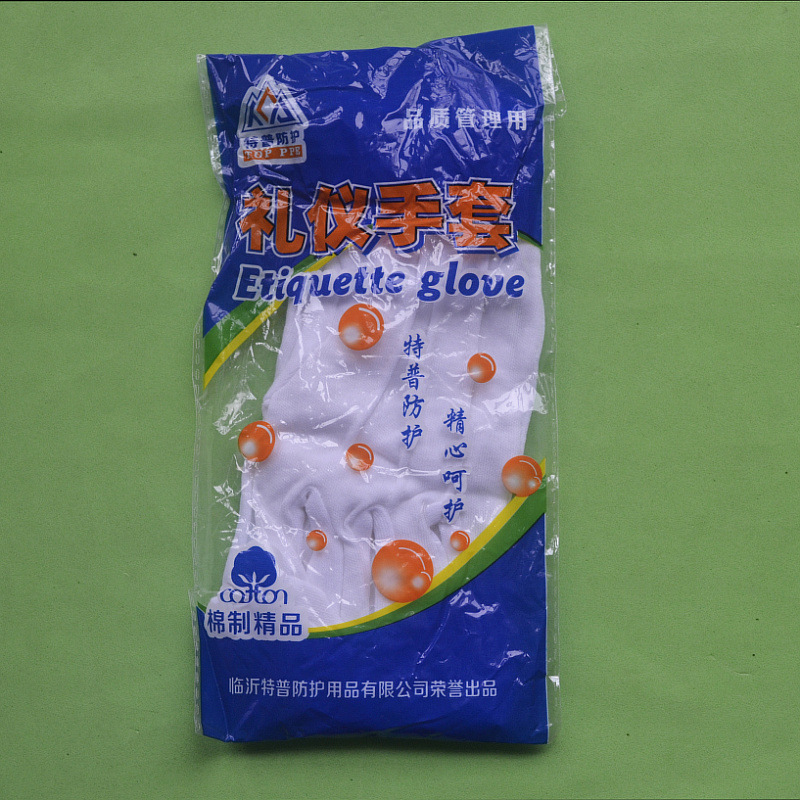 特普防护
TOP PPE
品质管理用
礼仪手套
Etiquette glove
特普防护
精心呵护
cotton
棉制精品
临沂特普防护用品有限公司荣誉出品